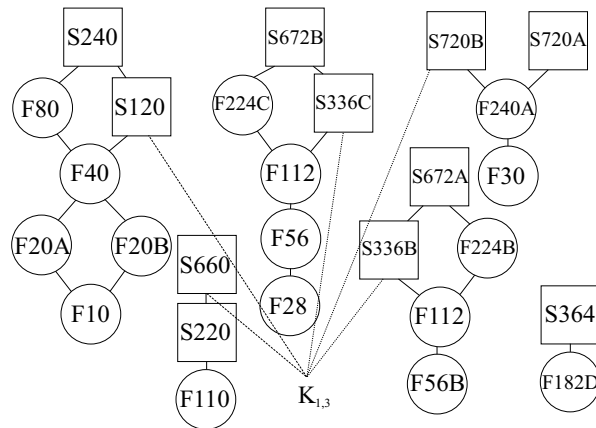 S240
S672B
S720B
S720A
F80
S120
F224C
S336C
F240A
F40
F112
S672A
F30
F20A
F20B
F56
S336B
F224B
S660
F10
S220
F28
F112
S364
F110
K1,3
F56B
F182D